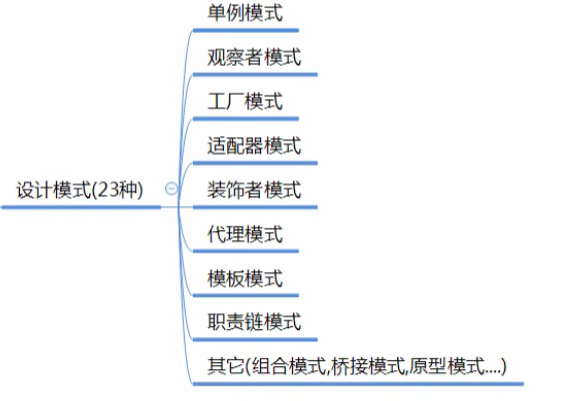 单例模式
观察者模式
工厂模式
适配器模式
设计模式(23种)
装饰者模式
代理模式
模板模式
职责链模式
其它(组合模式,桥接模式,原型模式....)